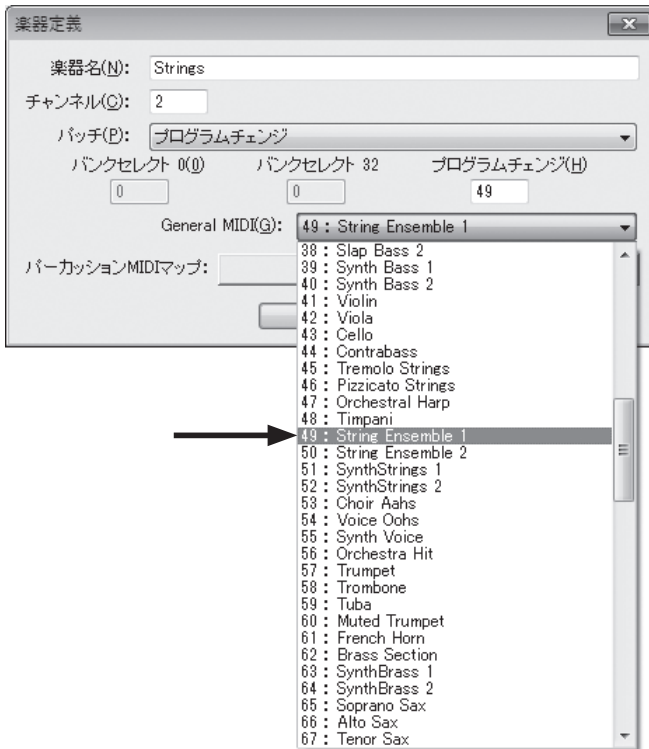 楽器定義
楽器名(N): Strings
チャンネル(C): 2
パッチ(P): プログラムチェンジ
バンクセレクト 0(0) バンクセレクト 32 プログラムチェンジ(H)
0 0 49
General MIDI(G): 49 : String Ensemble 1
パーカッションMIDIマップ:
38 : Slap Bass 2
39 : Synth Bass 1
40 : Synth Bass 2
41 : Violin
42 : Viola
43 : Cello
44 : Contrabass
45 : Tremolo Strings
46 : Pizzicato Strings
47 : Orchestral Harp
48 : Timpani
49 : String Ensemble 1
50 : String Ensemble 2
51 : SynthStrings 1
52 : SynthStrings 2
53 : Choir Aahs
54 : Voice Oohs
55 : Synth Voice
56 : Orchestra Hit
57 : Trumpet
58 : Trombone
59 : Tuba
60 : Muted Trumpet
61 : French Horn
62 : Brass Section
63 : SynthBrass 1
64 : SynthBrass 2
65 : Soprano Sax
66 : Alto Sax
67 : Tenor Sax